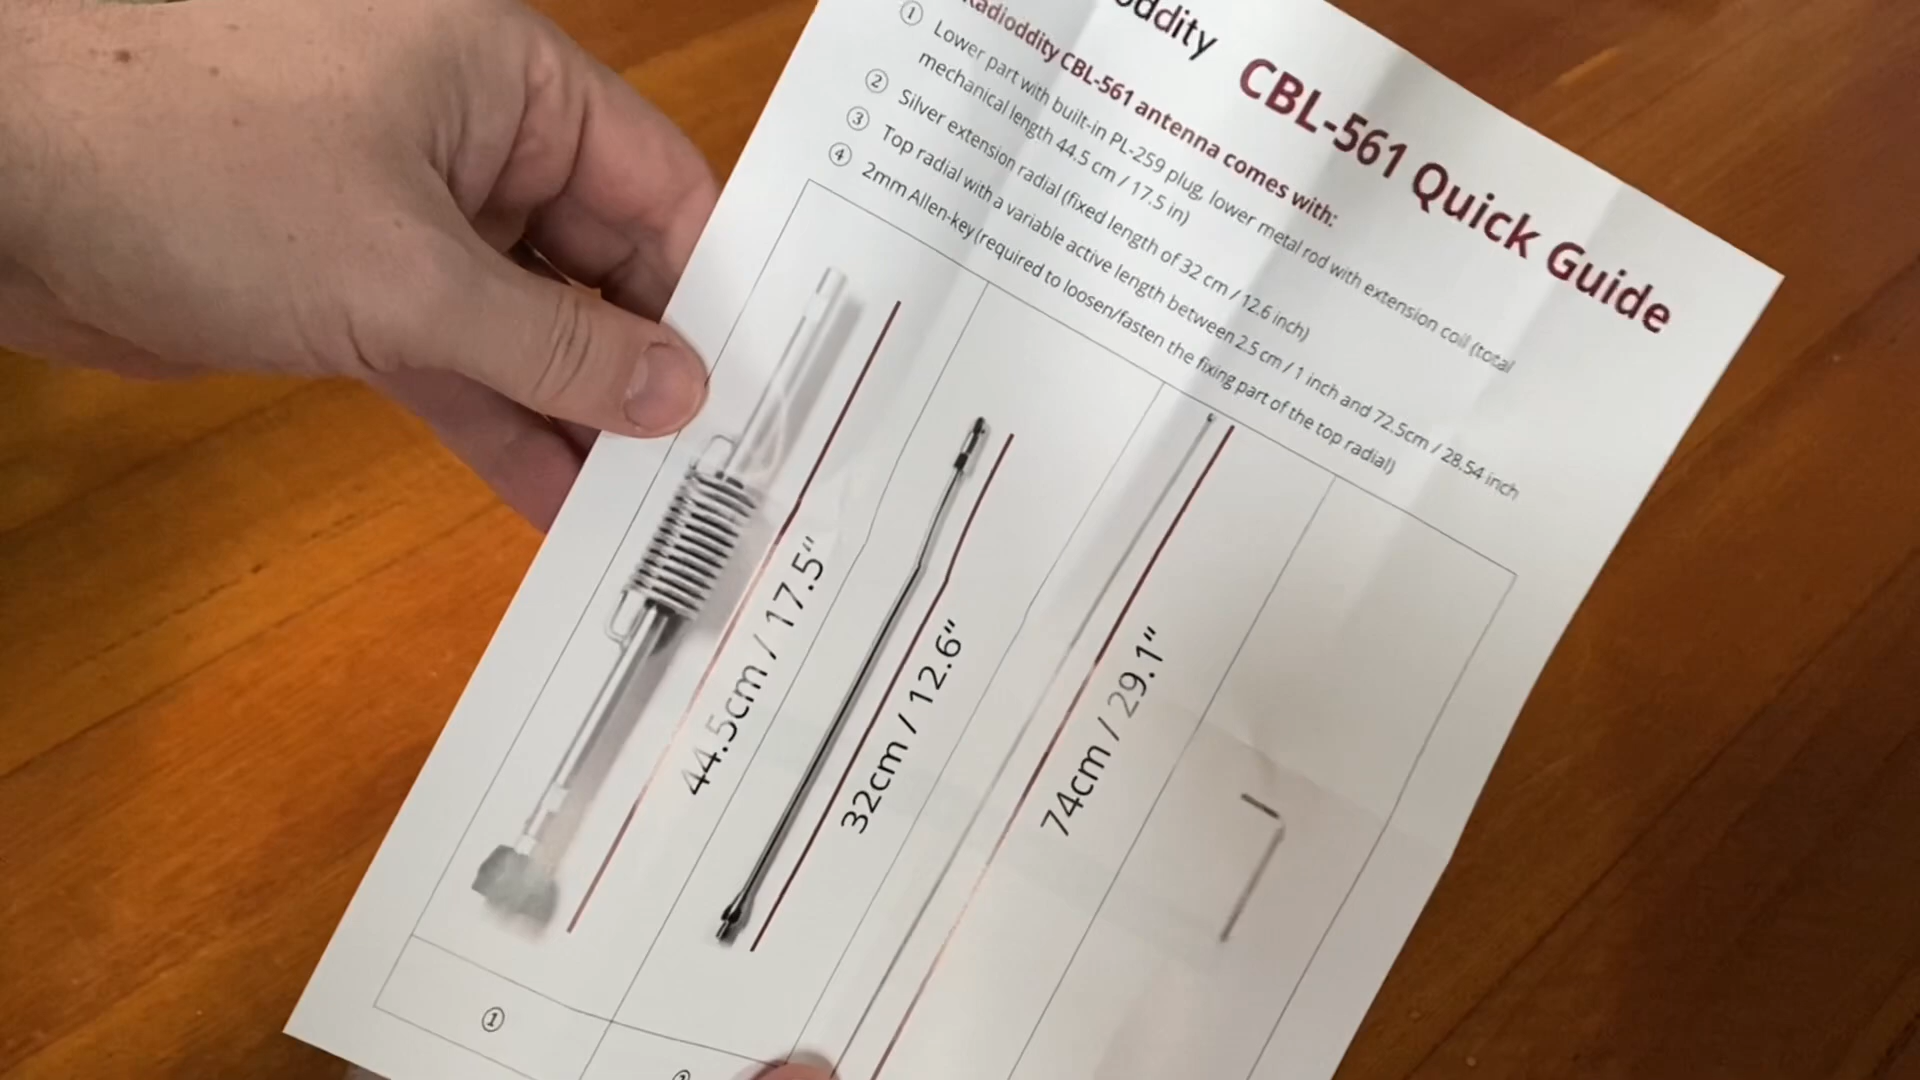 oddity CBL-561 Quick Guide
Radioddity CBL-561 antenna comes with:
① Lower part with built-in PL-259 plug, lower metal rod with extension coil (total
mechanical length 44.5 cm / 17.5 in)
② Silver extension radial (fixed length of 32 cm / 12.6 inch)
③ Top radial with a variable active length between 2.5 cm / 1 inch and 72.5cm / 28.54 inch
④ 2mm Allen-key (required to loosen/fasten the fixing part of the top radial)
44.5cm / 17.5"
32cm / 12.6"
74cm / 29.1"
①